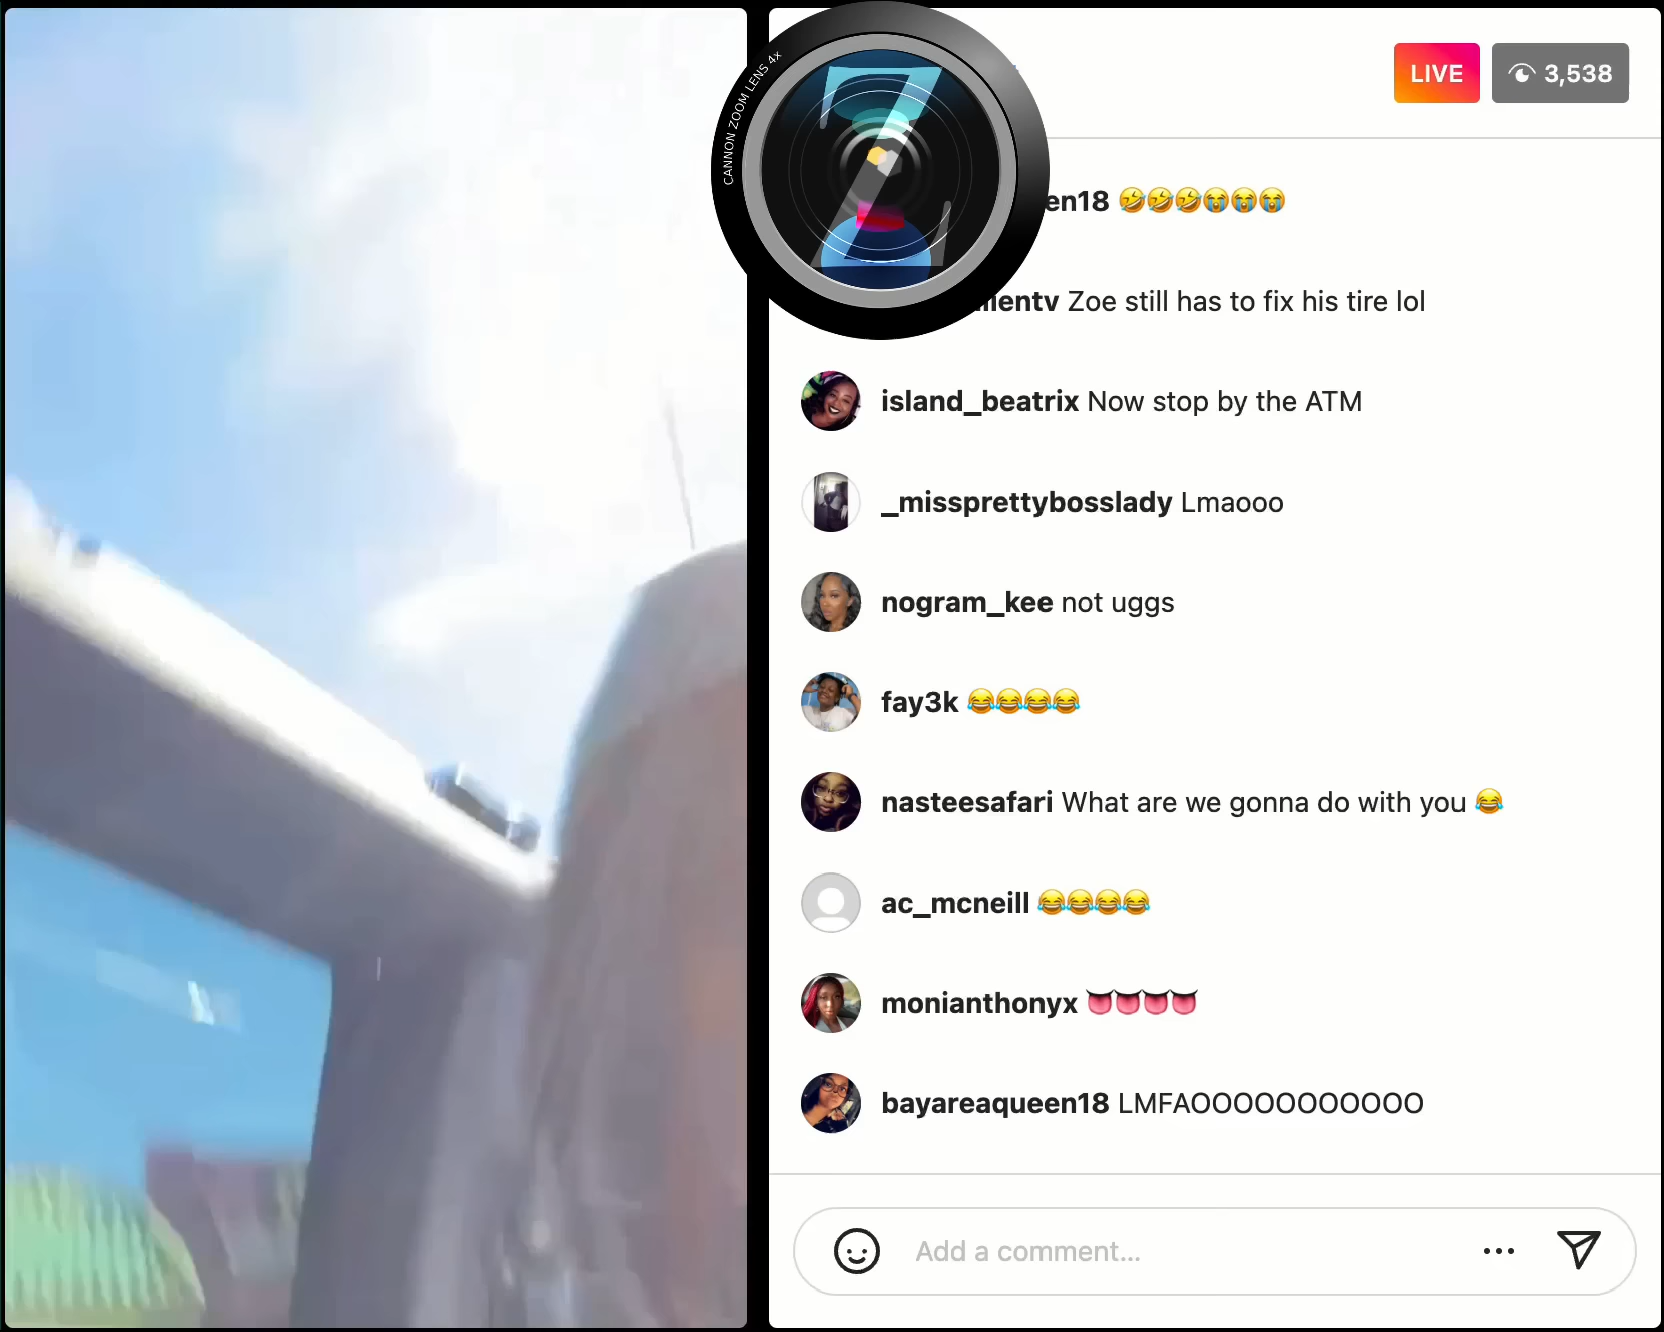 CANNON ZOOM LENS 4x
Z
LIVE 3,538
en18 🤣🤣🤣😭😭😭
Zoe still has to fix his tire lol
island_beatrix Now stop by the ATM
_missprettybosslady Lmaooo
nogram_kee not uggs
fay3k 😂😂😂😂
nasteesafari What are we gonna do with you 😂
ac_mcneill 😂😂😂😂
monianthonyx 👅👅👅👅
bayareaqueen18 LMFAOOOOOOOOOOO
Add a comment...